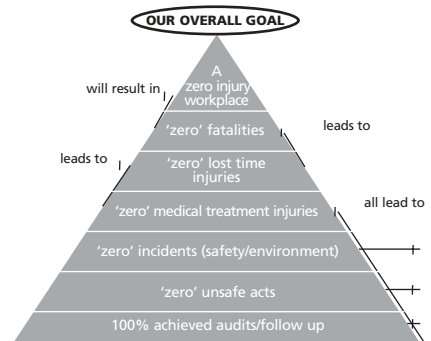 OUR OVERALL GOAL
A
zero injury
workplace
will result in
'zero' fatalities
leads to
leads to
'zero' lost time
injuries
'zero' medical treatment injuries
all lead to
'zero' incidents (safety/environment)
'zero' unsafe acts
100% achieved audits/follow up